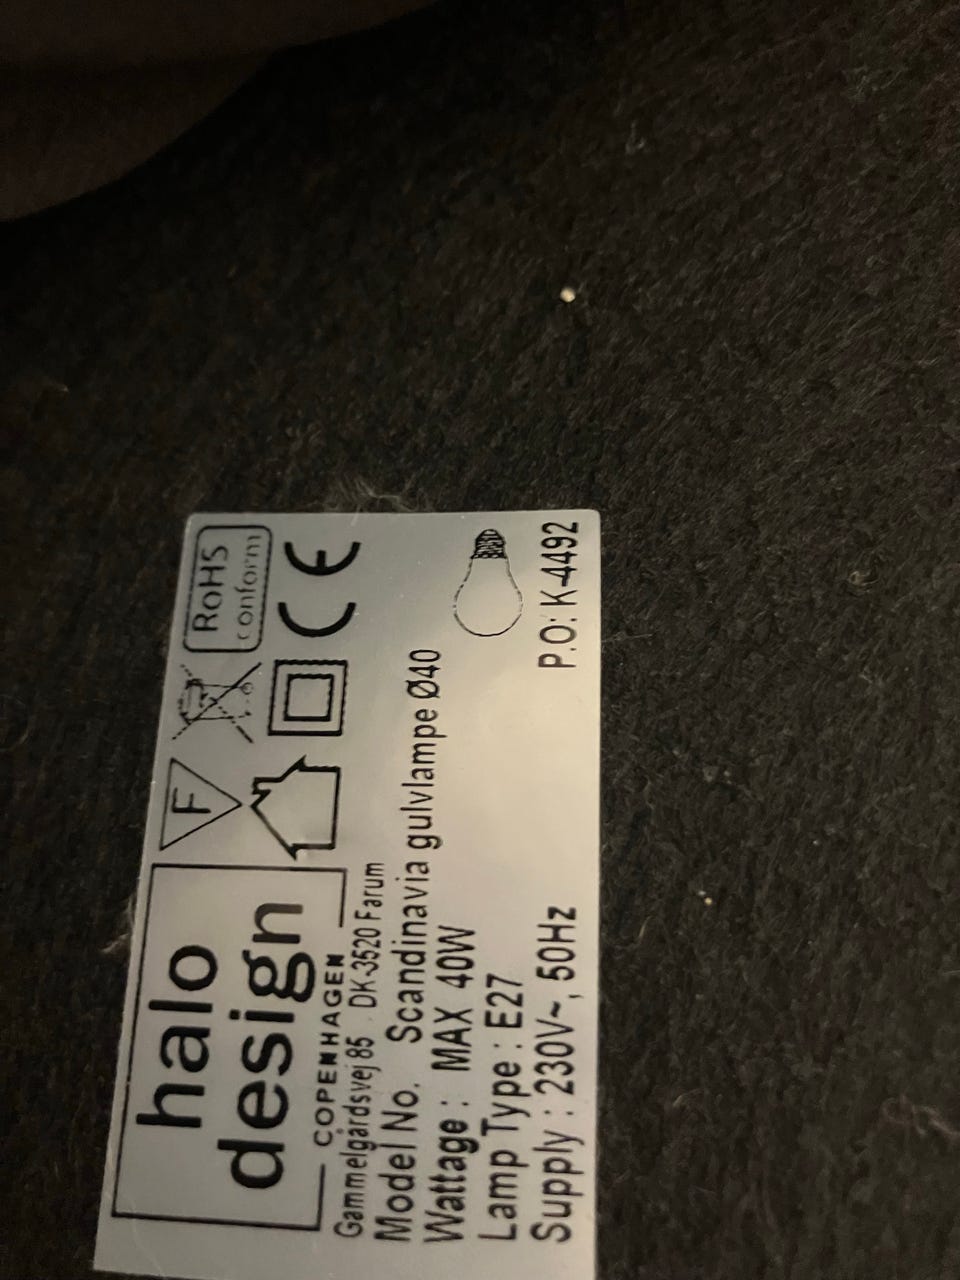 halo
design
COPENHAGEN
F
RoHS
conform
CE
Gammelgårdsvej 85 . DK-3520 Farum
Model No. Scandinavia gulvlampe Ø40
Wattage : MAX 40W
Lamp Type : E27
Supply : 230V~, 50Hz
P.O: K-4492